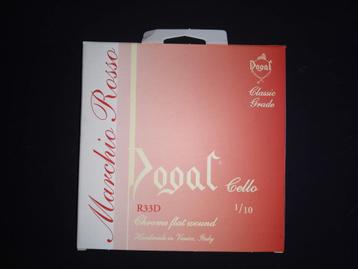 Marchio Rosso
Dogal
Classic
Grade
Dogal
Cello
R33D
1/10
Chrome flat wound
Handmade in Venice, Italy